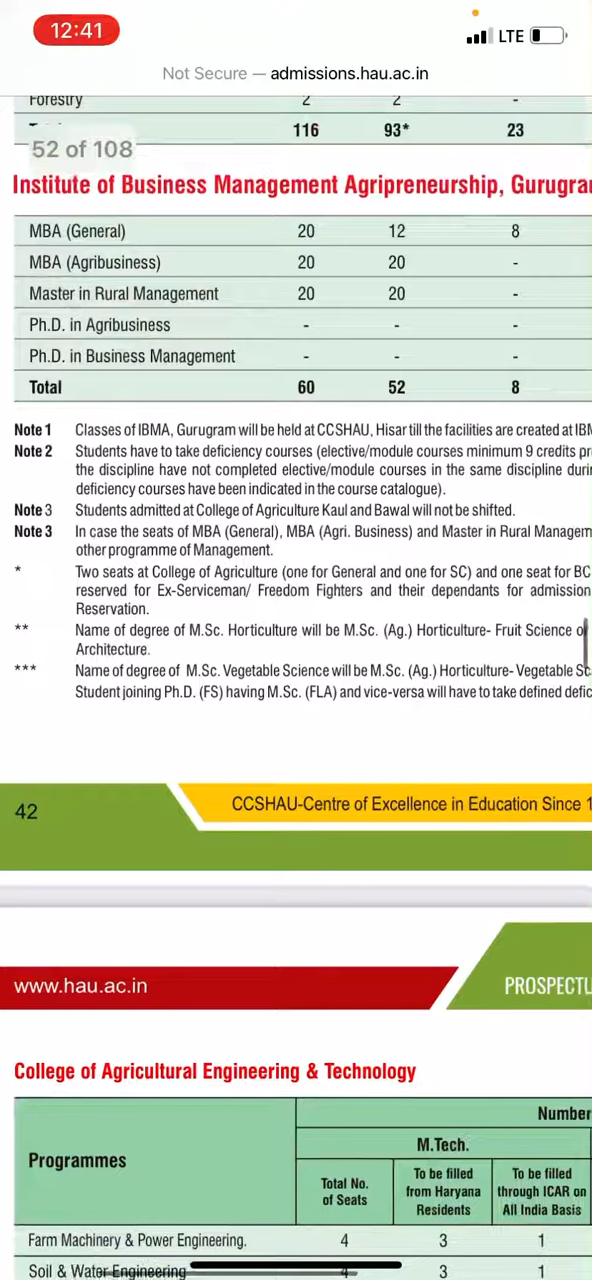 12:41
LTE
Not Secure — admissions.hau.ac.in
Forestry 2 2 -
116 93* 23
52 of 108
Institute of Business Management Agripreneurship, Gurugra
MBA (General) 20 12 8
MBA (Agribusiness) 20 20 -
Master in Rural Management 20 20 -
Ph.D. in Agribusiness - - -
Ph.D. in Business Management - - -
Total 60 52 8
Note 1 Classes of IBMA, Gurugram will be held at CCSHAU, Hisar till the facilities are created at IBM
Note 2 Students have to take deficiency courses (elective/module courses minimum 9 credits pr
the discipline have not completed elective/module courses in the same discipline duri
deficiency courses have been indicated in the course catalogue).
Note 3 Students admitted at College of Agriculture Kaul and Bawal will not be shifted.
Note 3 In case the seats of MBA (General), MBA (Agri. Business) and Master in Rural Managem
other programme of Management.
* Two seats at College of Agriculture (one for General and one for SC) and one seat for BC
reserved for Ex-Serviceman/ Freedom Fighters and their dependants for admission
Reservation.
** Name of degree of M.Sc. Horticulture will be M.Sc. (Ag.) Horticulture- Fruit Science or
Architecture.
*** Name of degree of M.Sc. Vegetable Science will be M.Sc. (Ag.) Horticulture- Vegetable Sc
Student joining Ph.D. (FS) having M.Sc. (FLA) and vice-versa will have to take defined defic
42
CCSHAU-Centre of Excellence in Education Since 1
www.hau.ac.in
PROSPECTU
College of Agricultural Engineering & Technology
Number
Programmes
M.Tech.
Total No. of Seats
To be filled from Haryana Residents
To be filled through ICAR on All India Basis
Farm Machinery & Power Engineering. 4 3 1
Soil & Water Engineering 4 3 1